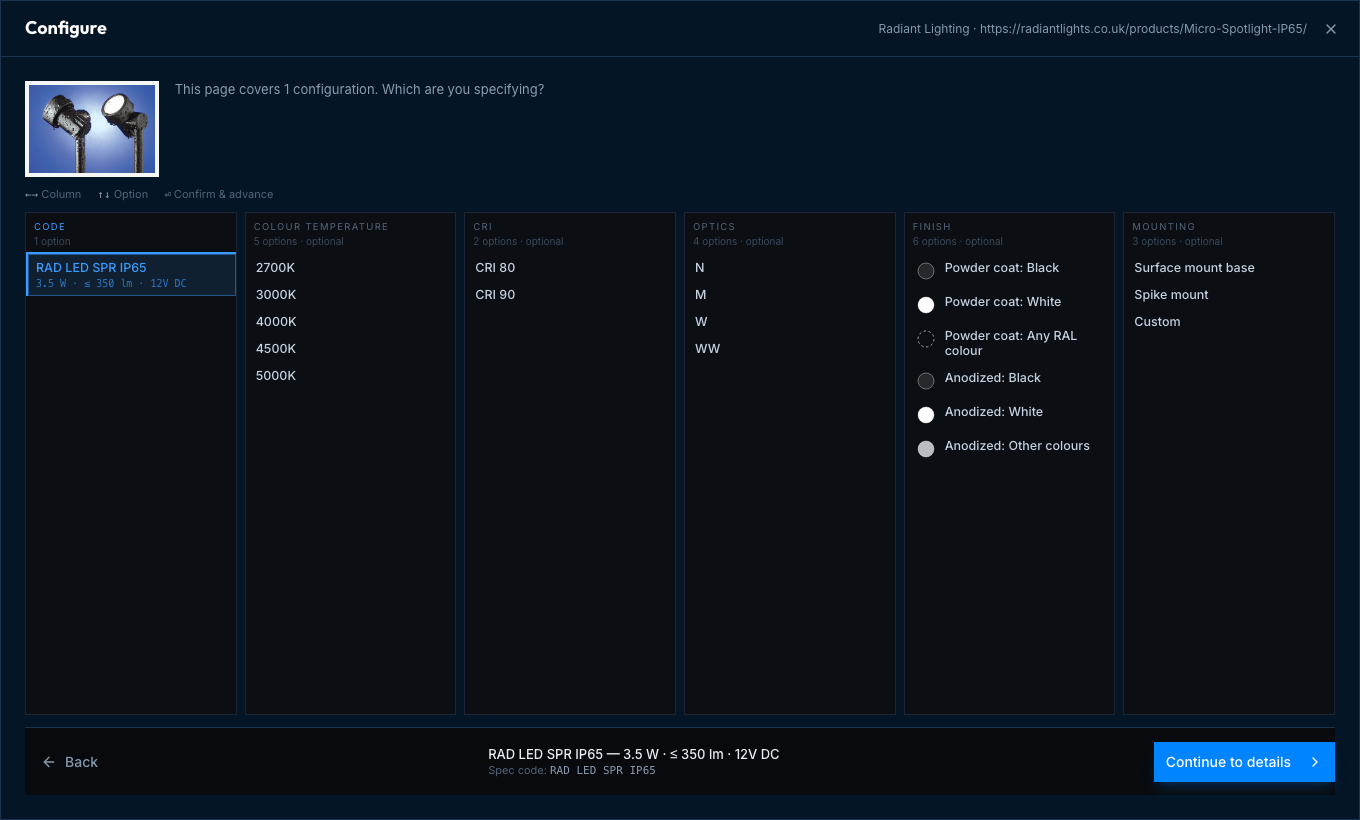 Configure
Radiant Lighting · https://radiantlights.co.uk/products/Micro-Spotlight-IP65/
This page covers 1 configuration. Which are you specifying?
←→ Column ↑↓ Option ⏎ Confirm & advance
CODE
1 option
RAD LED SPR IP65
3.5 W · ≤ 350 lm · 12V DC
COLOUR TEMPERATURE
5 options · optional
2700K
3000K
4000K
4500K
5000K
CRI
2 options · optional
CRI 80
CRI 90
OPTICS
4 options · optional
N
M
W
WW
FINISH
6 options · optional
Powder coat: Black
Powder coat: White
Powder coat: Any RAL
colour
Anodized: Black
Anodized: White
Anodized: Other colours
MOUNTING
3 options · optional
Surface mount base
Spike mount
Custom
← Back
RAD LED SPR IP65 — 3.5 W · ≤ 350 lm · 12V DC
Spec code: RAD LED SPR IP65
Continue to details